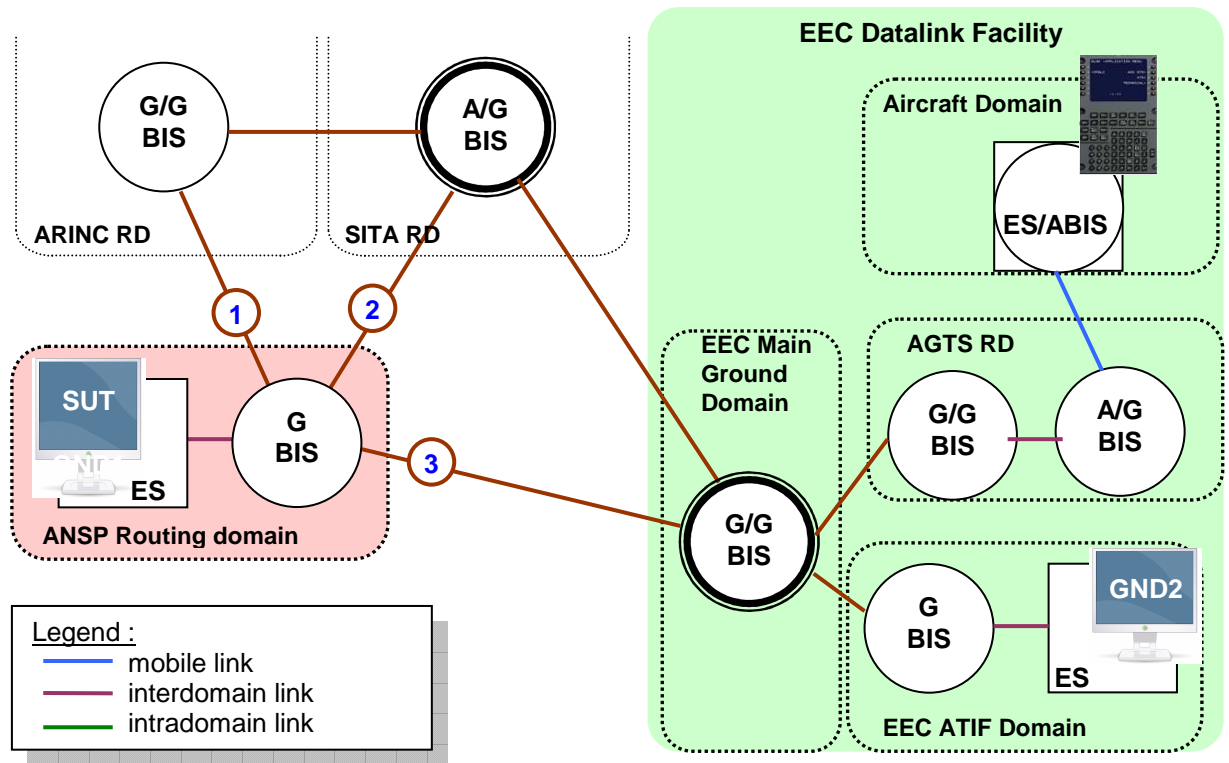 EEC Datalink Facility
G/G
BIS
A/G
BIS
ARINC RD
SITA RD
Aircraft Domain
ES/ABIS
1
2
3
SUT
ES
G
BIS
ANSP Routing domain
EEC Main
Ground
Domain
G/G
BIS
AGTS RD
G/G
BIS
A/G
BIS
G
BIS
GND2
ES
EEC ATIF Domain
Legend :
mobile link
interdomain link
intradomain link